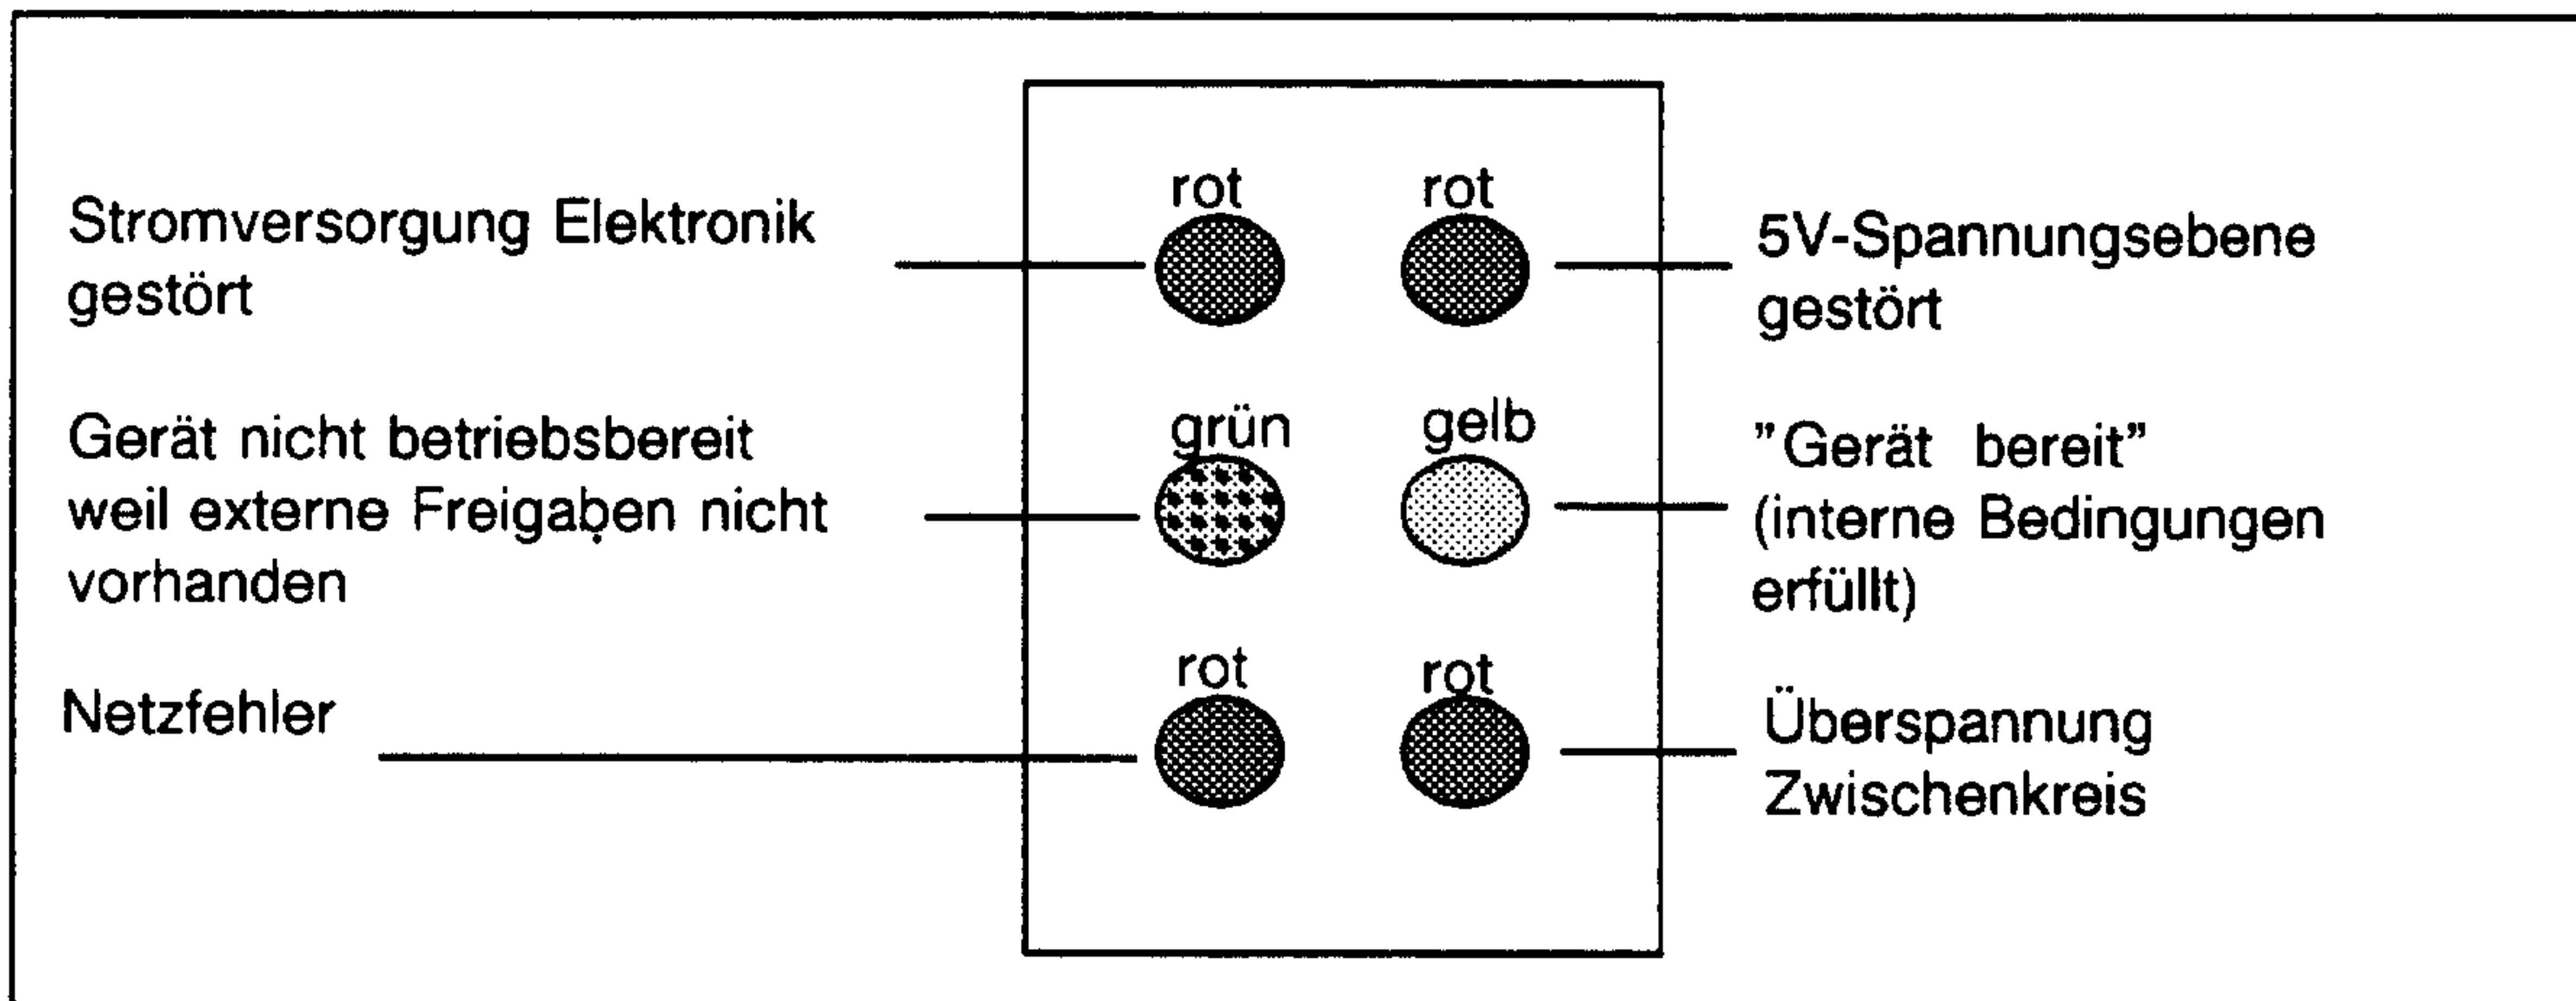 rot rot
Stromversorgung Elektronik
gestört
5V-Spannungsebene
gestört
grün gelb
Gerät nicht betriebsbereit
weil externe Freigaben nicht
vorhanden
"Gerät bereit"
(interne Bedingungen
erfüllt)
rot rot
Netzfehler
Überspannung
Zwischenkreis